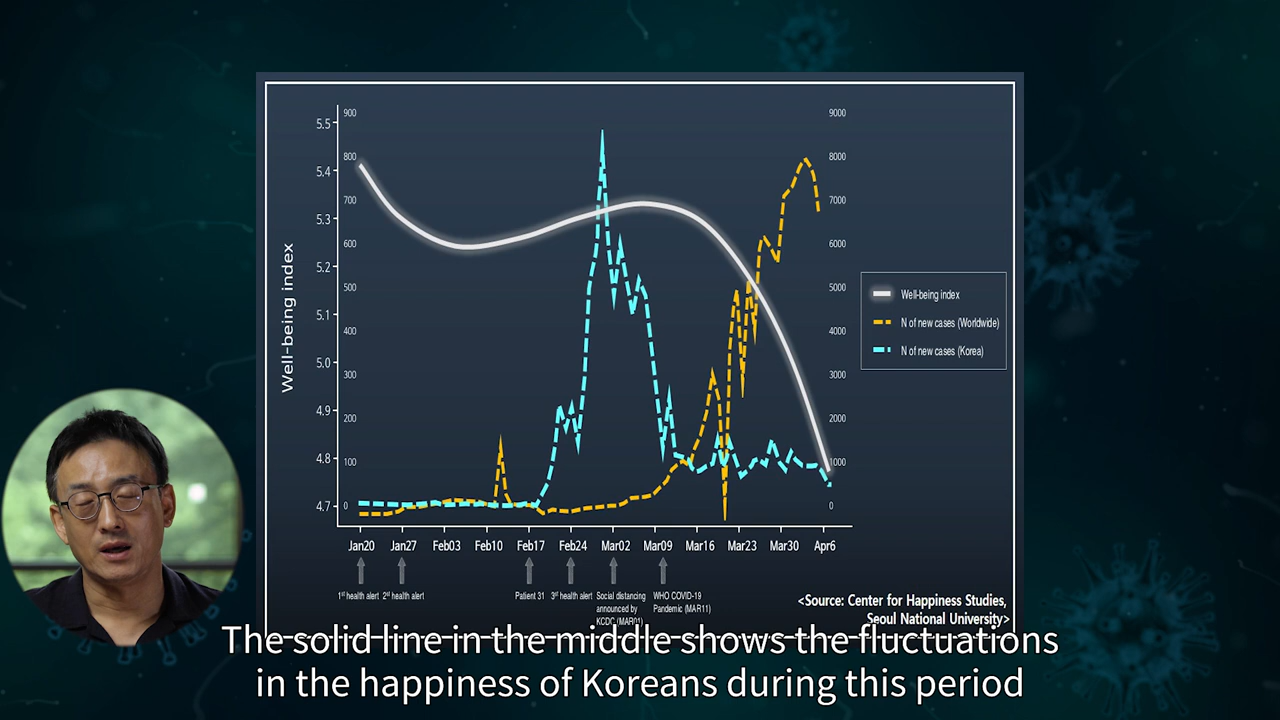 Well-being index
5.5
5.4
5.3
5.2
5.1
5.0
4.9
4.8
4.7
900
800
700
600
500
400
300
200
100
0
9000
8000
7000
6000
5000
4000
3000
2000
1000
0
Well-being index
N of new cases (Worldwide)
N of new cases (Korea)
Jan20 Jan27 Feb03 Feb10 Feb17 Feb24 Mar02 Mar09 Mar16 Mar23 Mar30 Apr6
1st health alert 2nd health alert Patient 31 3rd health alert
Social distancing
announced by
KCDC (MAR01)
WHO COVID-19
Pandemic (MAR11)
<Source: Center for Happiness Studies,
Seoul National University>
The solid line in the middle shows the fluctuations
in the happiness of Koreans during this period